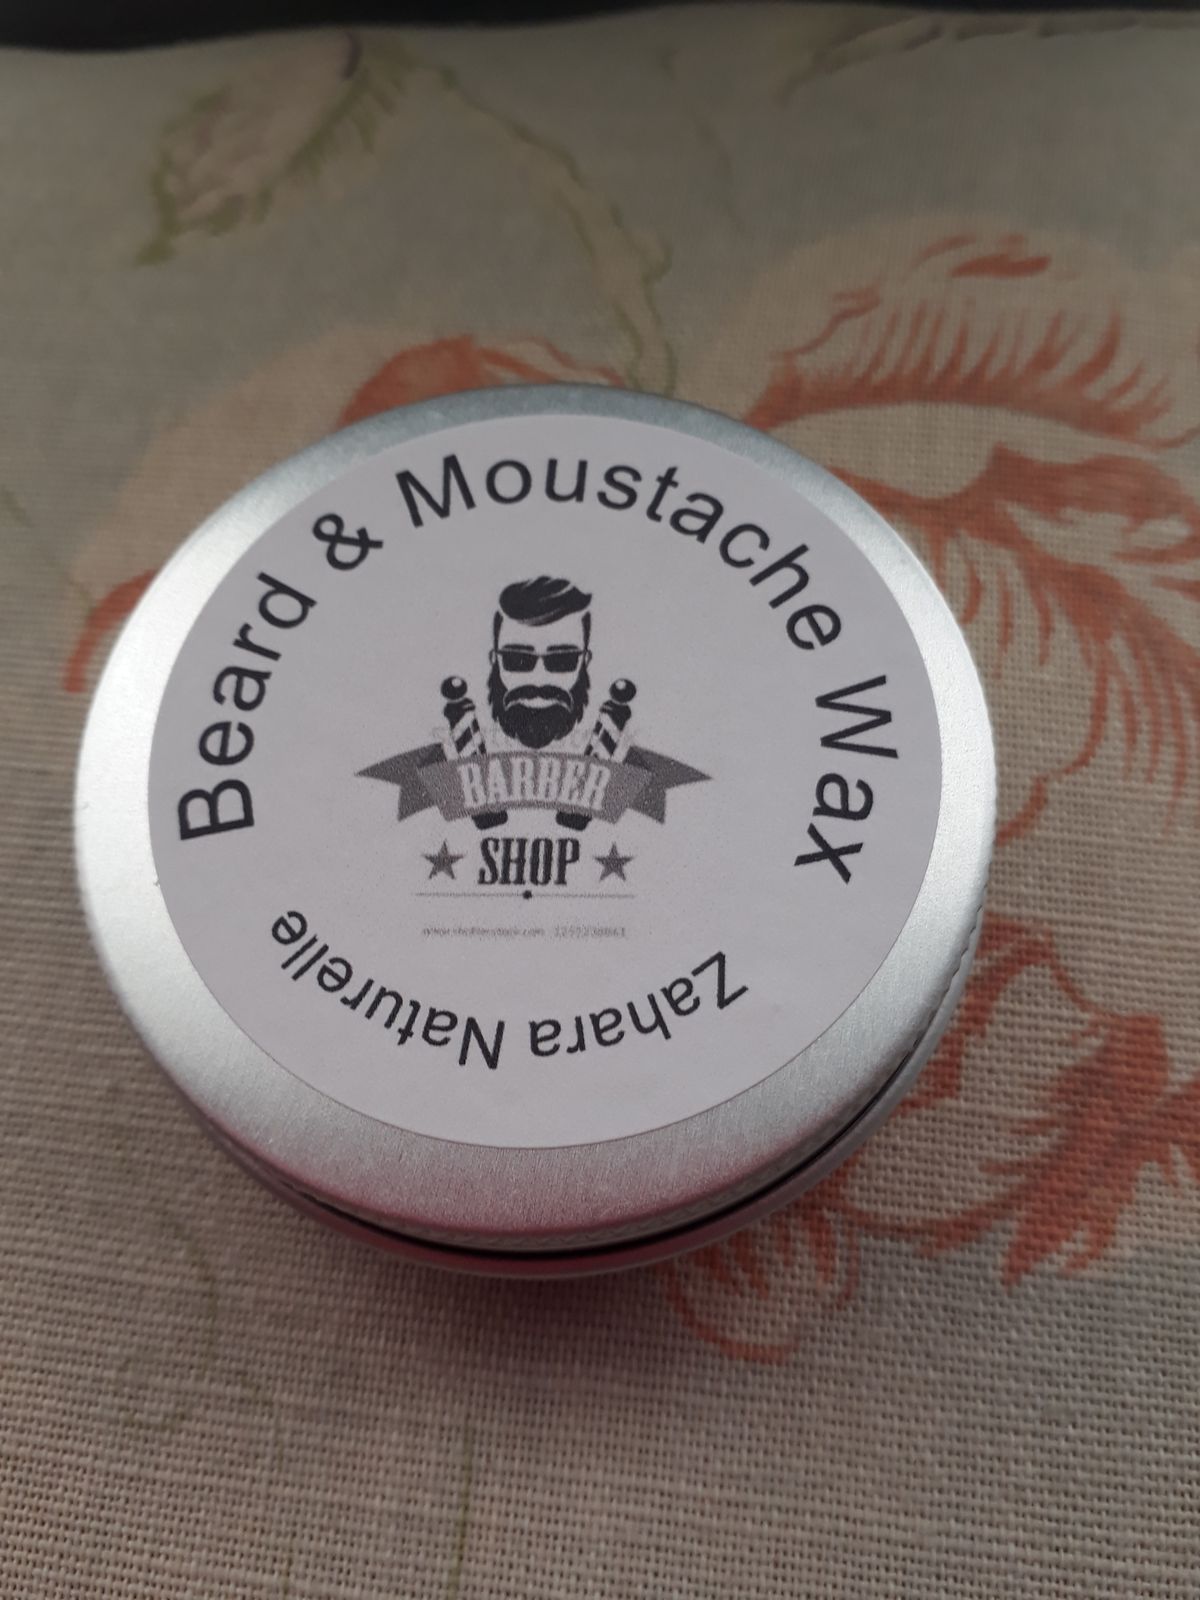 Beard & Moustache Wax
BARBER
SHOP
Zahara Naturelle